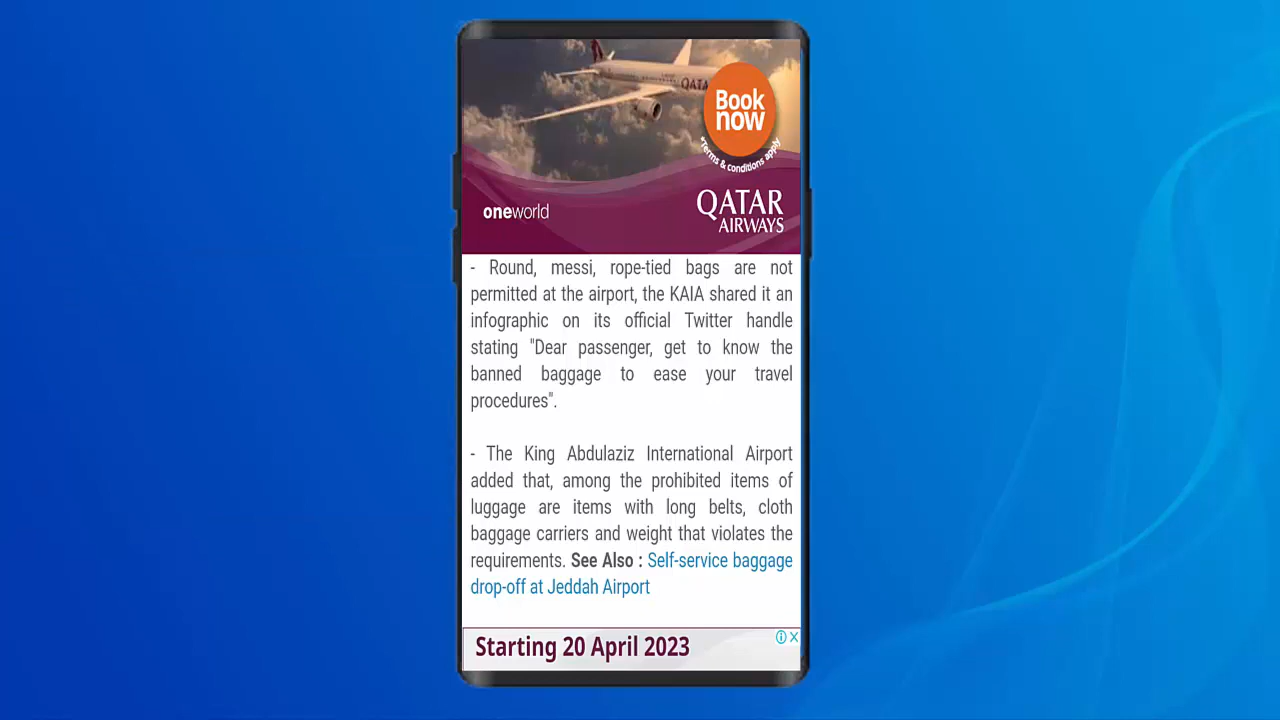 QATA
Book
now
*Terms & conditions apply
oneworld
QATAR
AIRWAYS
- Round, messi, rope-tied bags are not
permitted at the airport, the KAIA shared it an
infographic on its official Twitter handle
stating "Dear passenger, get to know the
banned baggage to ease your travel
procedures".
- The King Abdulaziz International Airport
added that, among the prohibited items of
luggage are items with long belts, cloth
baggage carriers and weight that violates the
requirements. See Also : Self-service baggage
drop-off at Jeddah Airport
Starting 20 April 2023